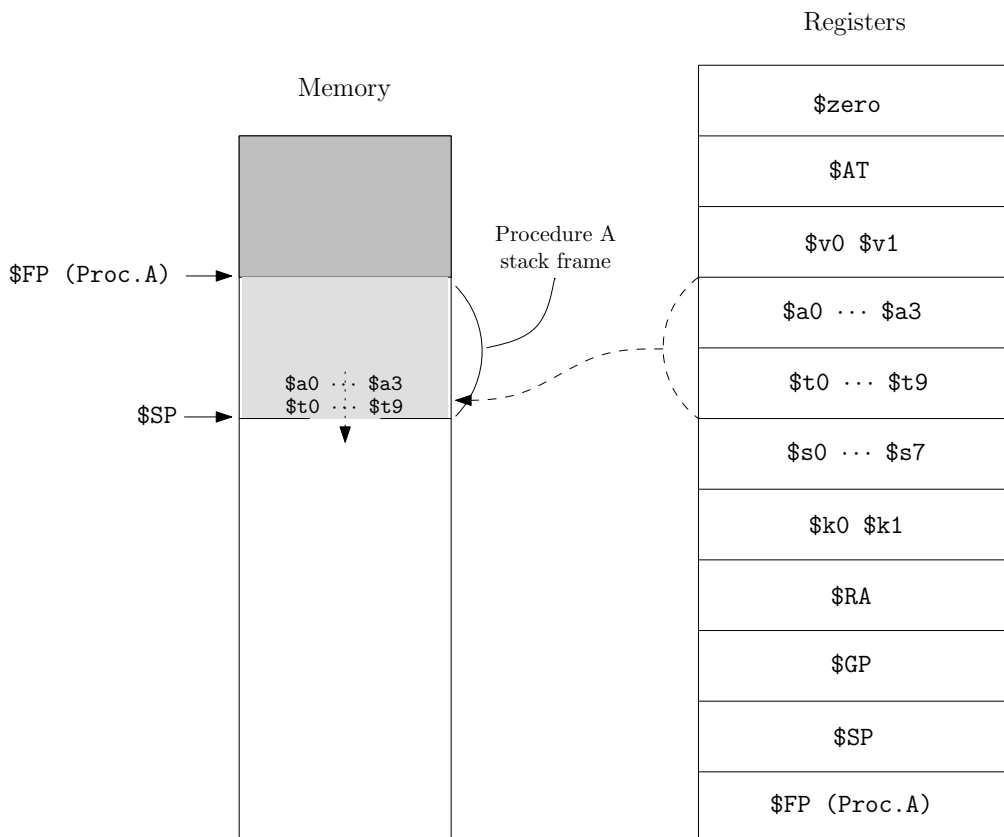 Registers
Memory
$zero
$AT
$v0 $v1
Procedure A
stack frame
$FP (Proc.A)
$a0 ··· $a3
$t0 ··· $t9
$a0 ··· $a3
$t0 ··· $t9
$SP
$s0 ··· $s7
$k0 $k1
$RA
$GP
$SP
$FP (Proc.A)